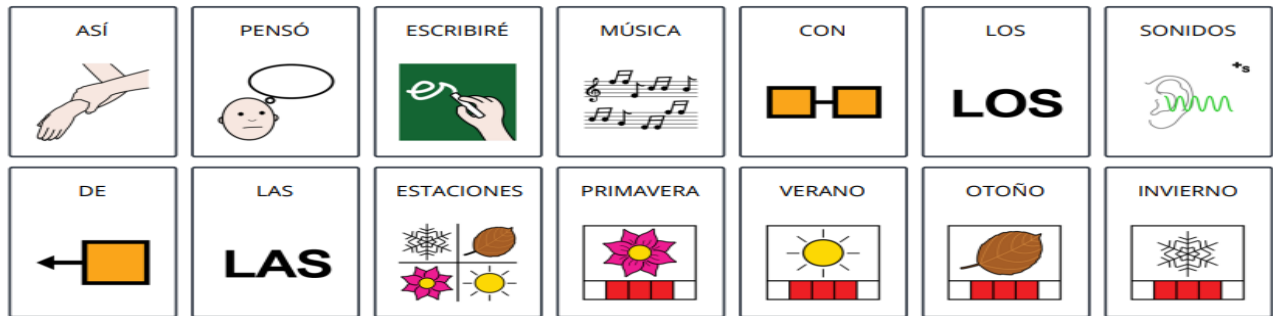 ASÍ PENSÓ ESCRIBIRÉ MÚSICA CON LOS SONIDOS
LOS
+s
DE LAS ESTACIONES PRIMAVERA VERANO OTOÑO INVIERNO
LAS